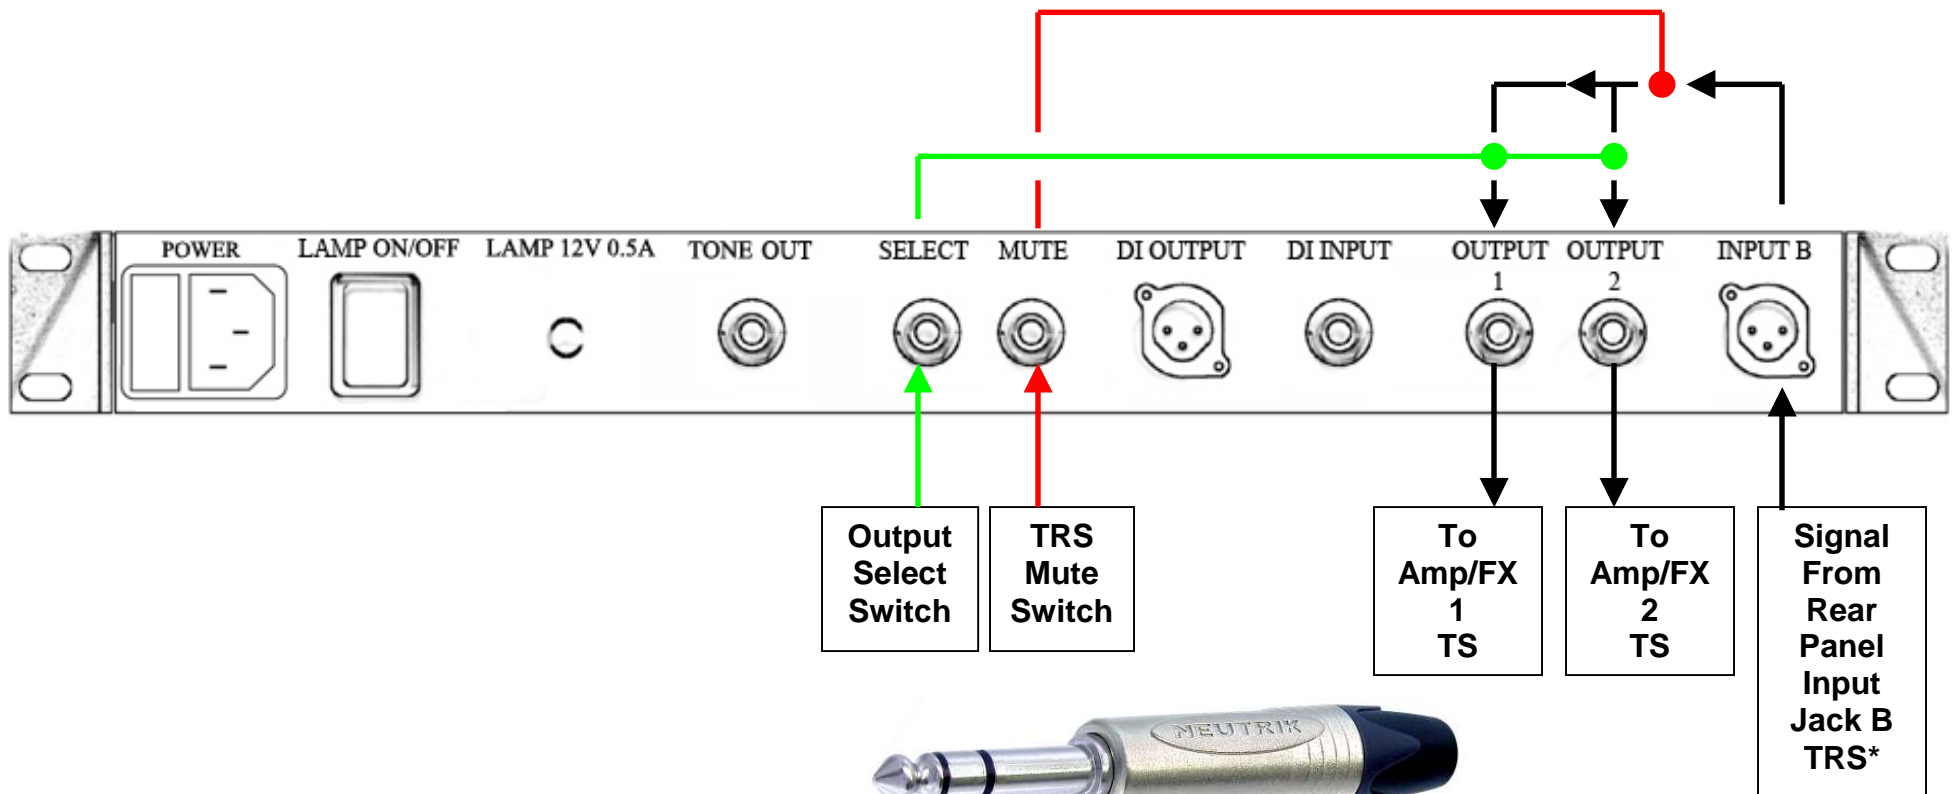 POWER
LAMP ON/OFF
LAMP 12V 0.5A
TONE OUT
SELECT
MUTE
DI OUTPUT
DI INPUT
OUTPUT
1
OUTPUT
2
INPUT B
Output
Select
Switch
TRS
Mute
Switch
To
Amp/FX
1
TS
To
Amp/FX
2
TS
Signal
From
Rear
Panel
Input
Jack B
TRS*
NEUTRIK